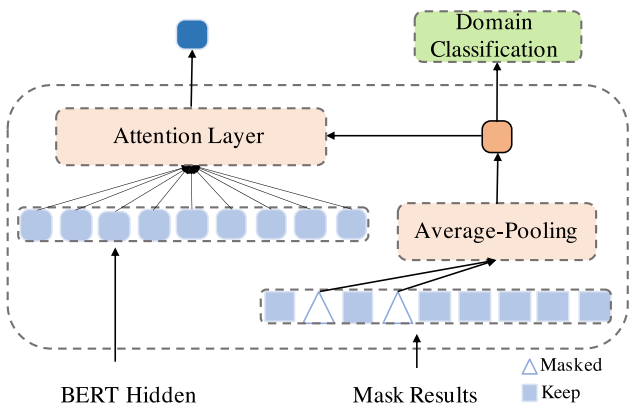 Domain
Classification
Attention Layer
Average-Pooling
Masked
Keep
BERT Hidden
Mask Results